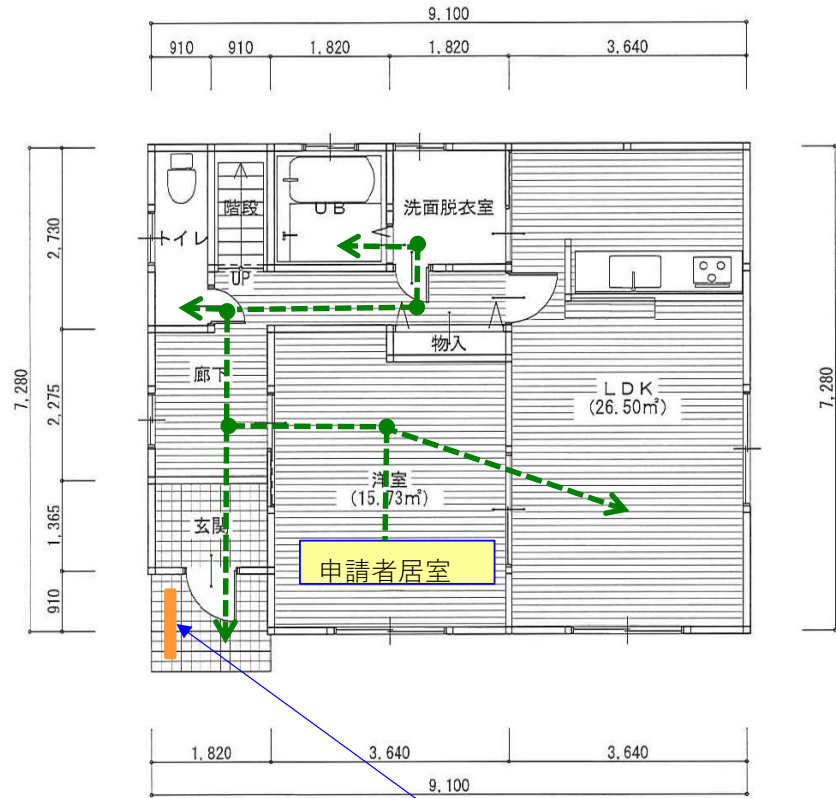 9.100
910
910
1.820
1.820
3.640
階段
UB
洗面脱衣室
トイレ
UP
2,730
物入
廊下
LDK
(26.50㎡)
7,280
2,275
7,280
洋室
(15.73㎡)
玄関
1,365
申請者居室
910
1.820
3.640
3.640
9.100